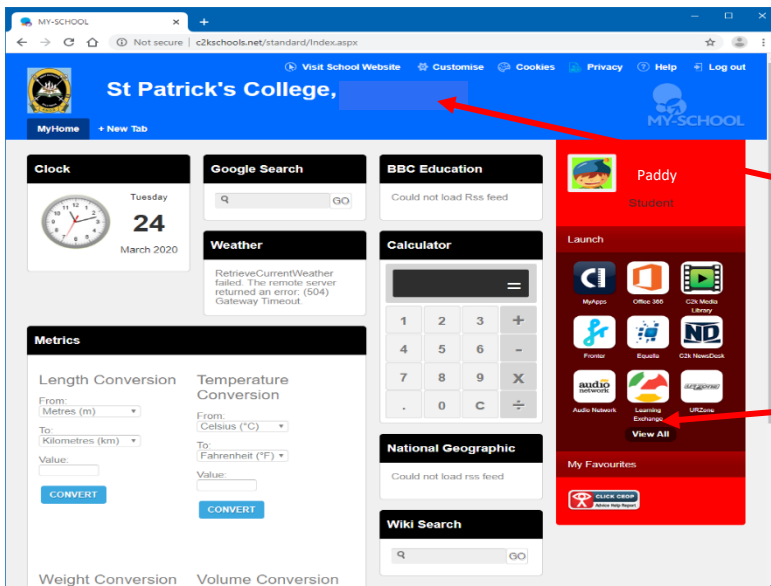 MY-SCHOOL
Not secure | c2kschools.net/standard/Index.aspx
Visit School Website Customise Cookies Privacy Help Log out
St Patrick's College,
MY-SCHOOL
MyHome + New Tab
Clock
Tuesday
24
March 2020
Google Search
GO
Weather
RetrieveCurrentWeather
failed. The remote server
returned an error: (504)
Gateway Timeout.
BBC Education
Could not load Rss feed
Calculator
=
1 2 3 +
4 5 6 -
7 8 9 X
. 0 C ÷
Paddy
Student
Launch
MyApps Office 365 C2k Media
Library
Fronter Equella C2k NewsDesk
ND
audio
network
Audio Network Learning
Exchange
URZone
View All
My Favourites
CLICK CEOP
Advice Help Report
Metrics
Length Conversion
From:
Metres (m)
To:
Kilometres (km)
Value:
CONVERT
Temperature
Conversion
From:
Celsius (°C)
To:
Fahrenheit (°F)
Value:
CONVERT
National Geographic
Could not load rss feed
Wiki Search
GO
Weight Conversion Volume Conversion